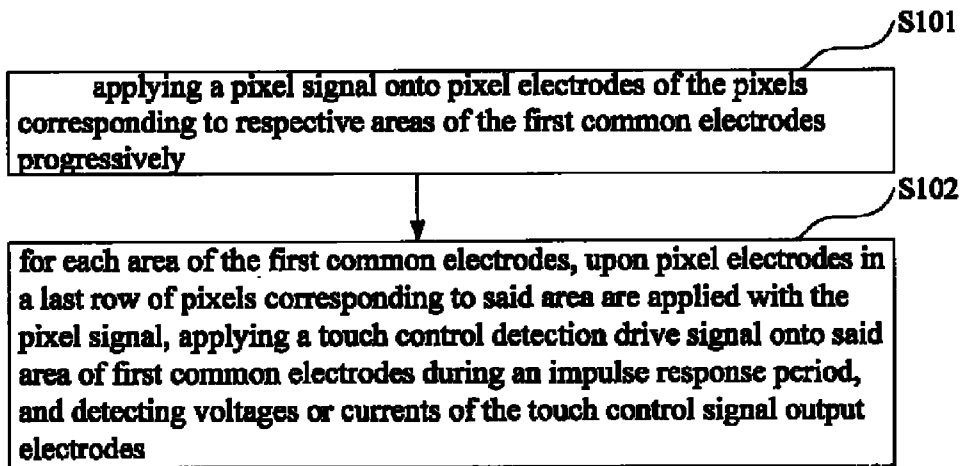 S101
applying a pixel signal onto pixel electrodes of the pixels
corresponding to respective areas of the first common electrodes
progressively
S102
for each area of the first common electrodes, upon pixel electrodes in
a last row of pixels corresponding to said area are applied with the
pixel signal, applying a touch control detection drive signal onto said
area of first common electrodes during an impulse response period,
and detecting voltages or currents of the touch control signal output
electrodes